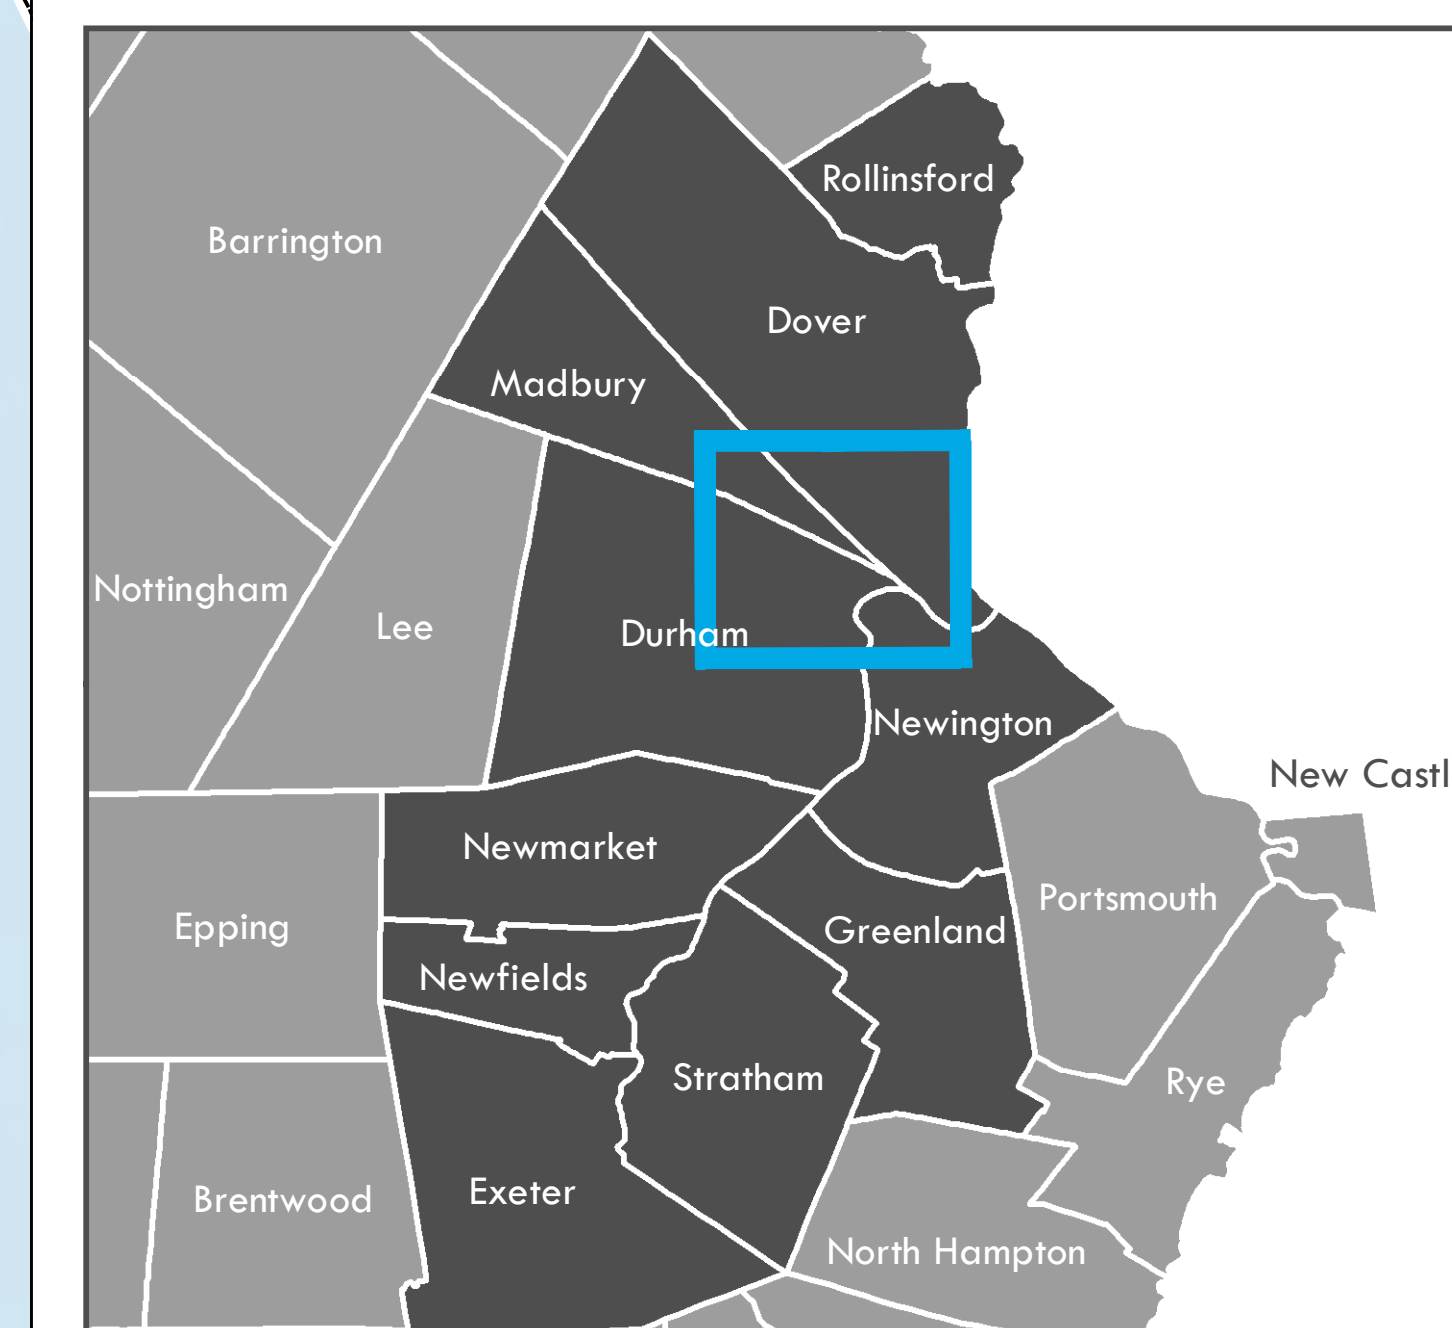 Rollinsford
Barrington
Dover
Madbury
Nottingham
Lee
Durham
Newington
New Castl
Newmarket
Portsmouth
Epping
Greenland
Newfields
Stratham
Rye
Exeter
Brentwood
North Hampton